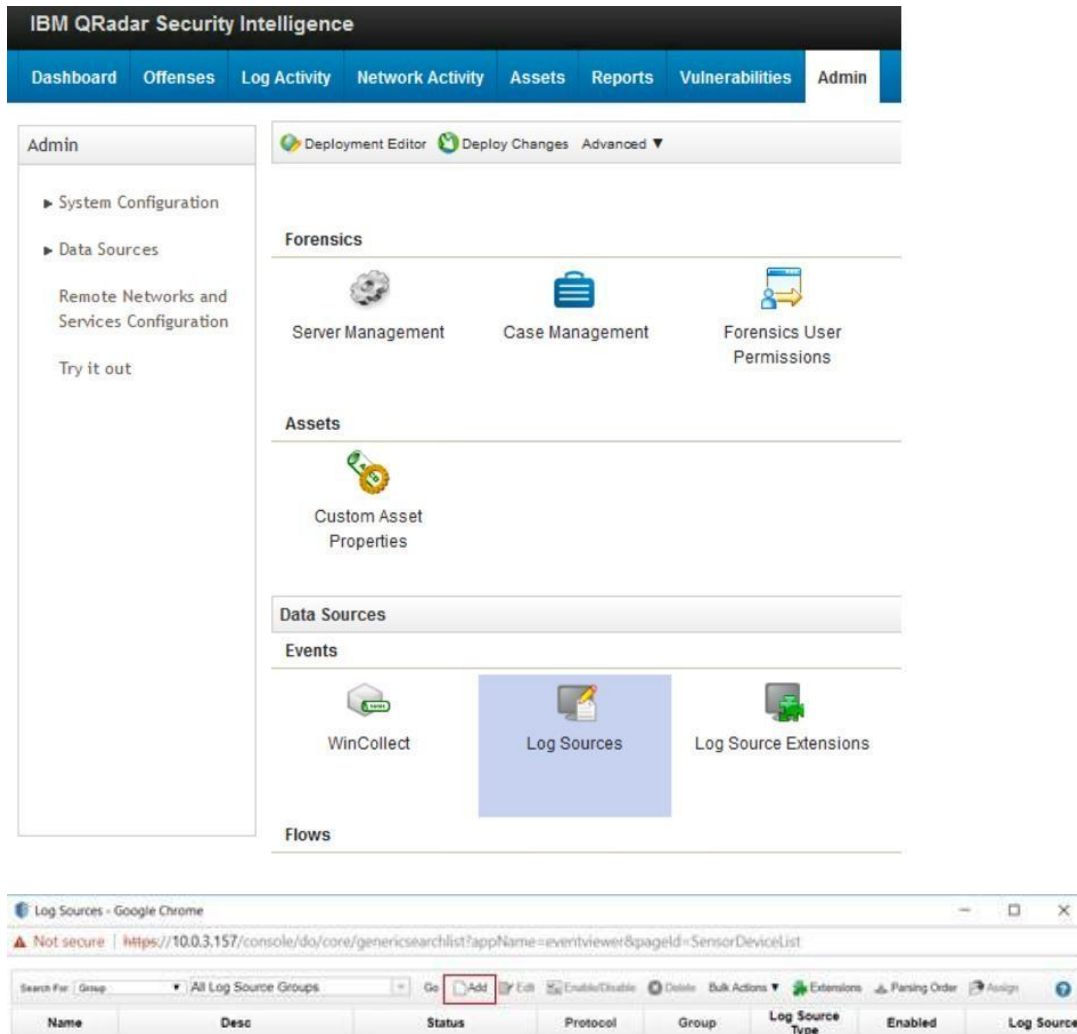 IBM QRadar Security Intelligence
Dashboard Offenses Log Activity Network Activity Assets Reports Vulnerabilities Admin
Admin
▶ System Configuration
▶ Data Sources
Remote Networks and
Services Configuration
Try it out
Deployment Editor Deploy Changes Advanced ▼
Forensics
Server Management
Case Management
Forensics User
Permissions
Assets
Custom Asset
Properties
Data Sources
Events
WinCollect
Log Sources
Log Source Extensions
Flows
Log Sources - Google Chrome
Not secure | https://10.0.3.157/console/do/core/genericsearchlist?appName=eventviewer&pageId=SensorDeviceList
Search For: Group ▼ All Log Source Groups Go Add Edit Enable/Disable Delete Bulk Actions ▼ Extensions Parsing Order Assign
Name Desc Status Protocol Group Log Source Type Enabled Log Source